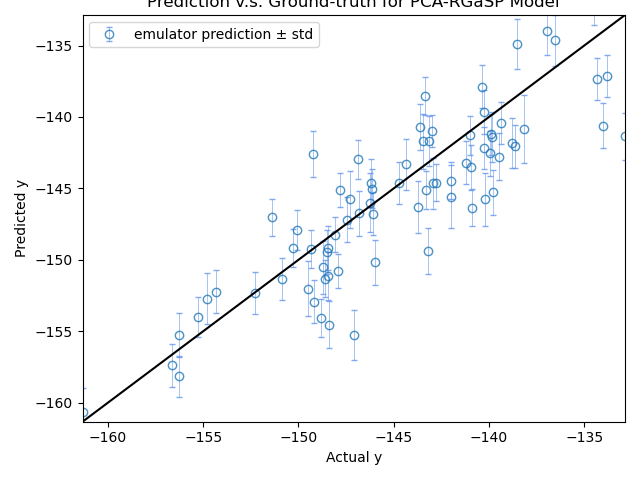 Prediction v.s. Ground-truth for PCA-RGaSP Model
emulator prediction ± std
−135
−140
−145
−150
−155
−160
Predicted y
−160 −155 −150 −145 −140 −135
Actual y